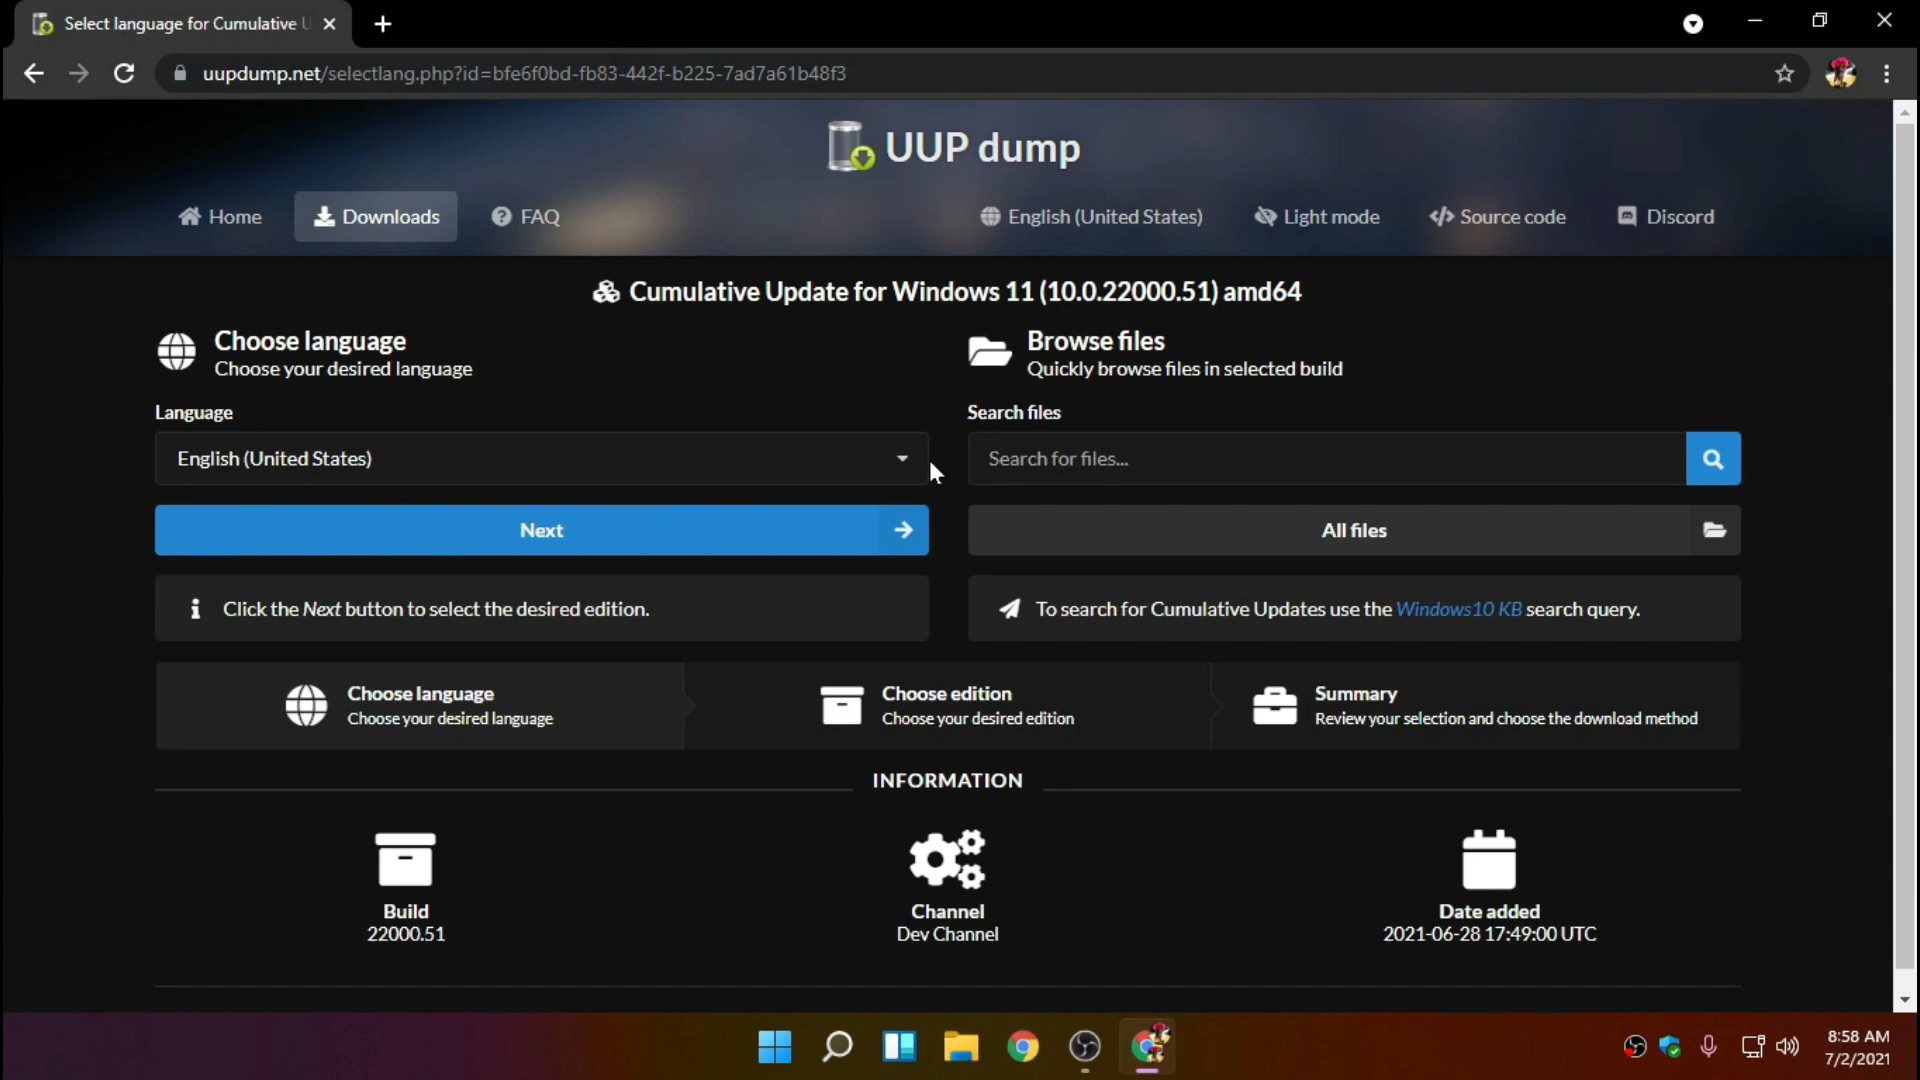 Select language for Cumulative U
uupdump.net/selectlang.php?id=bfe6f0bd-fb83-442f-b225-7ad7a61b48f3
UUP dump
Home
Downloads
FAQ
English (United States)
Light mode
Source code
Discord
Cumulative Update for Windows 11 (10.0.22000.51) amd64
Choose language
Choose your desired language
Browse files
Quickly browse files in selected build
Language
English (United States)
Search files
Search for files...
Next
All files
Click the Next button to select the desired edition.
To search for Cumulative Updates use the Windows10 KB search query.
Choose language
Choose your desired language
Choose edition
Choose your desired edition
Summary
Review your selection and choose the download method
INFORMATION
Build
22000.51
Channel
Dev Channel
Date added
2021-06-28 17:49:00 UTC
8:58 AM
7/2/2021